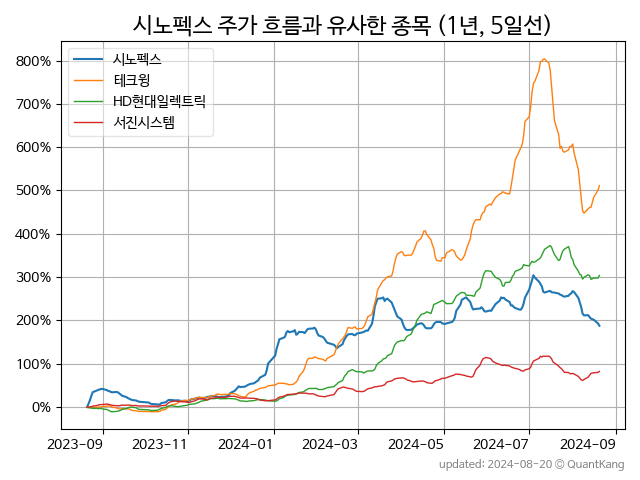 시노펙스 주가 흐름과 유사한 종목 (1년, 5일선)
시노펙스
테크윙
HD현대일렉트릭
서진시스템
800%
700%
600%
500%
400%
300%
200%
100%
0%
2023-09 2023-11 2024-01 2024-03 2024-05 2024-07 2024-09
updated: 2024-08-20 © QuantKang